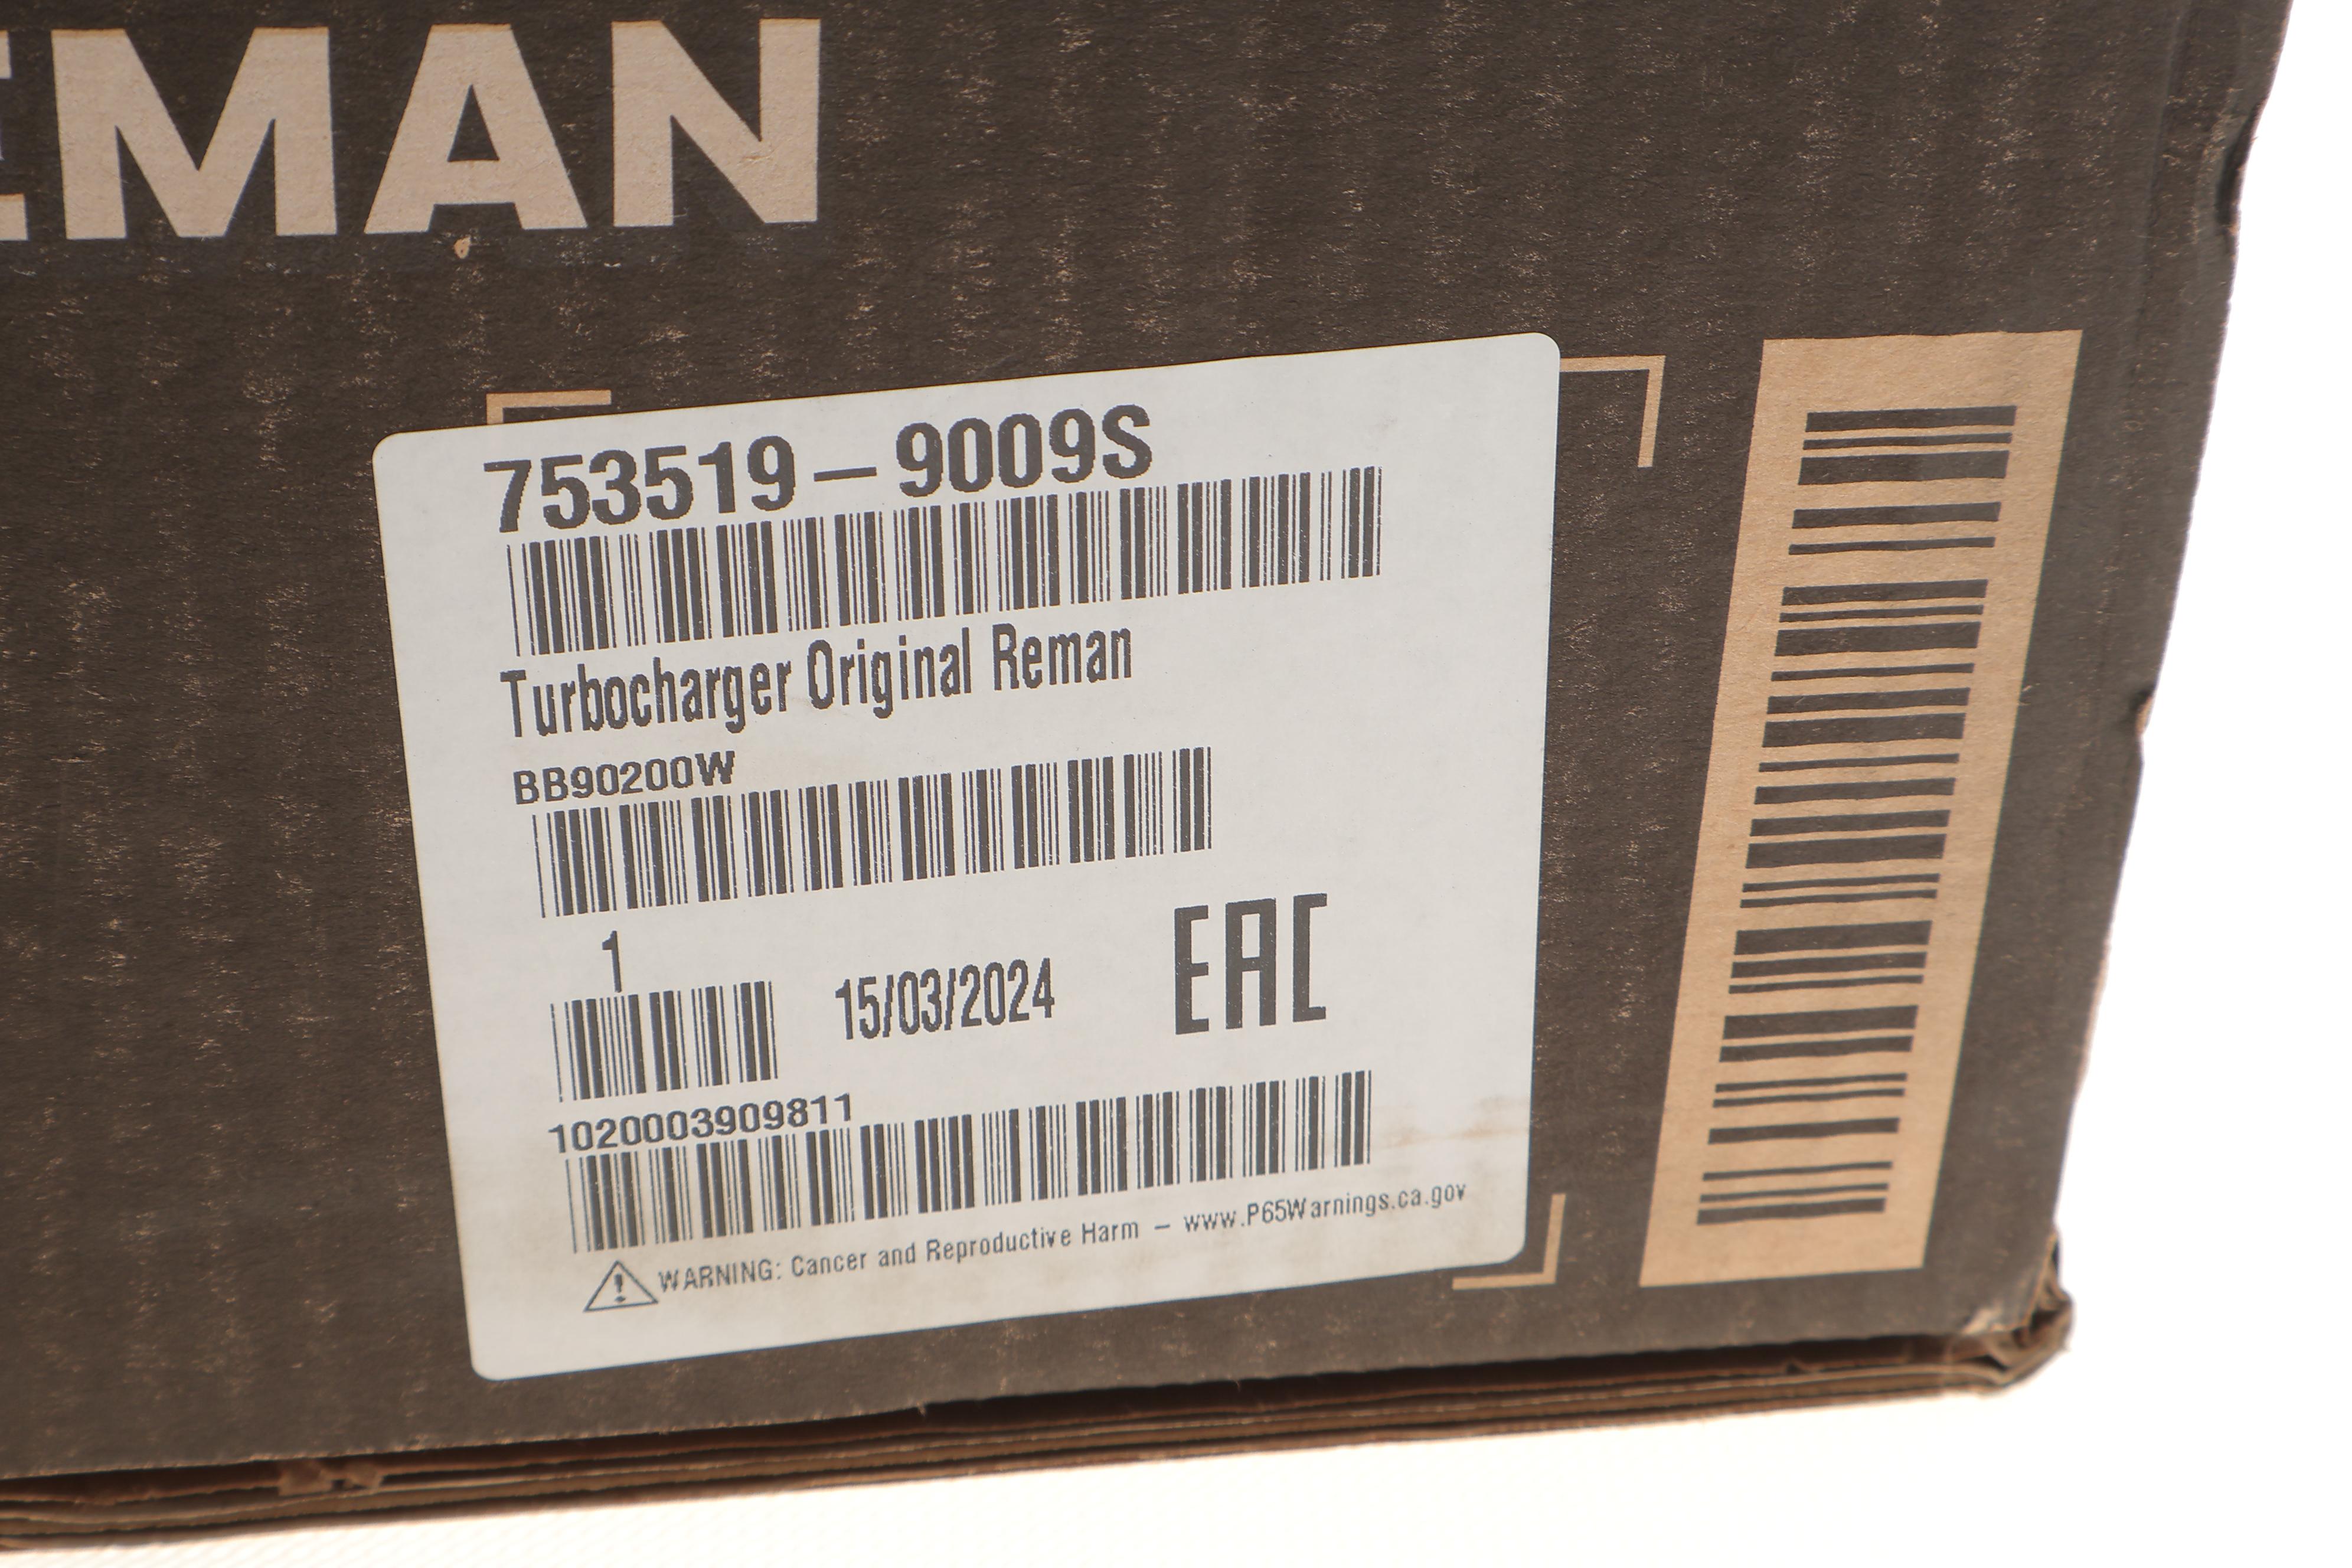 EMAN
753519-9009S
Turbocharger Original Reman
BB90200W
1
15/03/2024
EAC
1020003909811
WARNING: Cancer and Reproductive Harm - www.P65Warnings.ca.gov